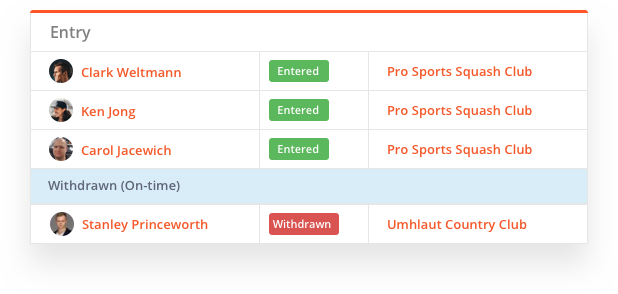 Entry
Clark Weltmann Entered Pro Sports Squash Club
Ken Jong Entered Pro Sports Squash Club
Carol Jacewich Entered Pro Sports Squash Club
Withdrawn (On-time)
Stanley Princeworth Withdrawn Umhlaut Country Club